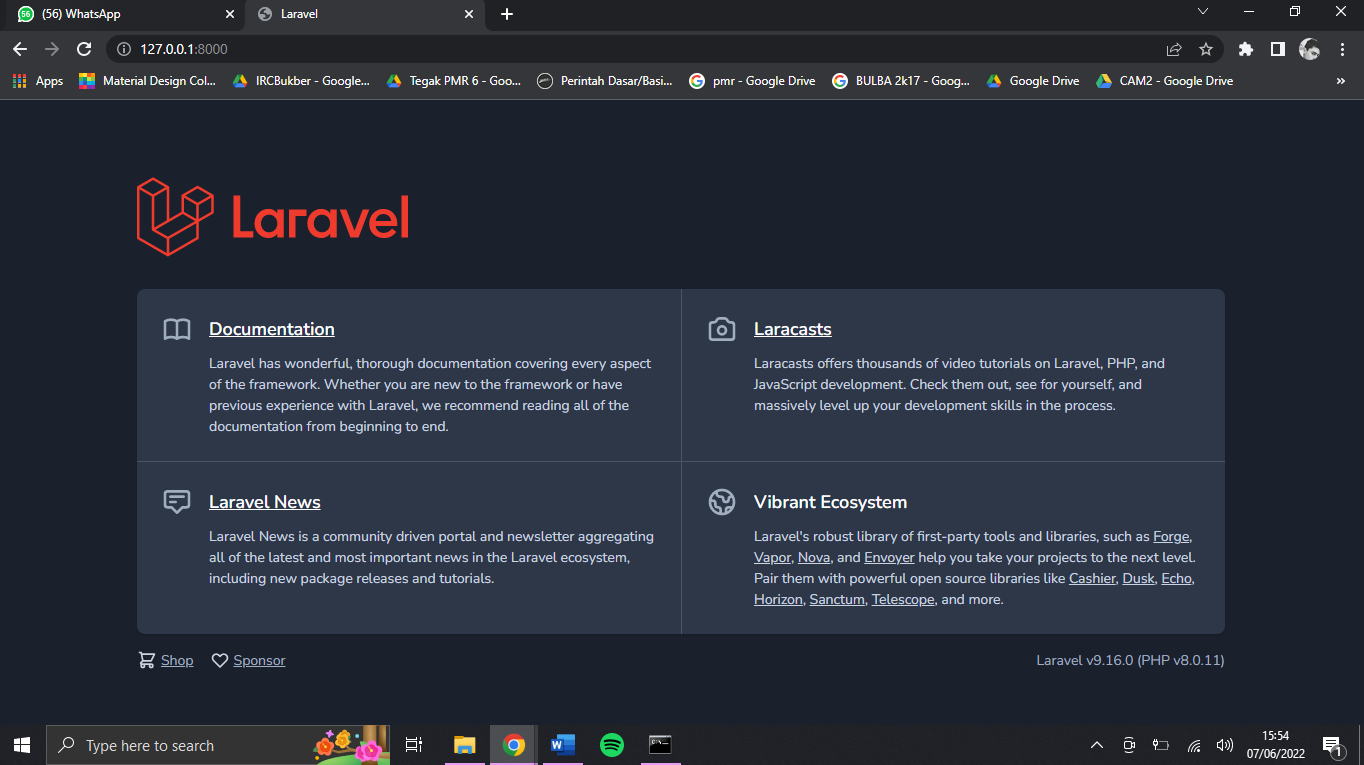 (56) WhatsApp
Laravel
127.0.0.1:8000
Apps
Material Design Col...
IRCBukber - Google...
Tegak PMR 6 - Goo...
Perintah Dasar/Basi...
pmr - Google Drive
BULBA 2k17 - Goog...
Google Drive
CAM2 - Google Drive
»
Laravel
Documentation
Laravel has wonderful, thorough documentation covering every aspect
of the framework. Whether you are new to the framework or have
previous experience with Laravel, we recommend reading all of the
documentation from beginning to end.
Laracasts
Laracasts offers thousands of video tutorials on Laravel, PHP, and
JavaScript development. Check them out, see for yourself, and
massively level up your development skills in the process.
Laravel News
Laravel News is a community driven portal and newsletter aggregating
all of the latest and most important news in the Laravel ecosystem,
including new package releases and tutorials.
Vibrant Ecosystem
Laravel's robust library of first-party tools and libraries, such as Forge,
Vapor, Nova, and Envoyer help you take your projects to the next level.
Pair them with powerful open source libraries like Cashier, Dusk, Echo,
Horizon, Sanctum, Telescope, and more.
Shop
Sponsor
Laravel v9.16.0 (PHP v8.0.11)
Type here to search
15:54
07/06/2022
1